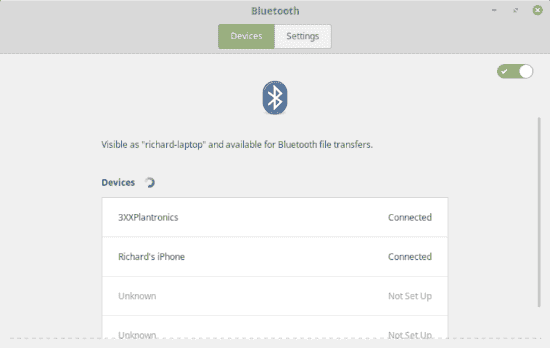 Bluetooth
Devices Settings
Visible as "richard-laptop" and available for Bluetooth file transfers.
Devices
3XXPlantronics Connected
Richard's iPhone Connected
Unknown Not Set Up
Unknown Not Set Up